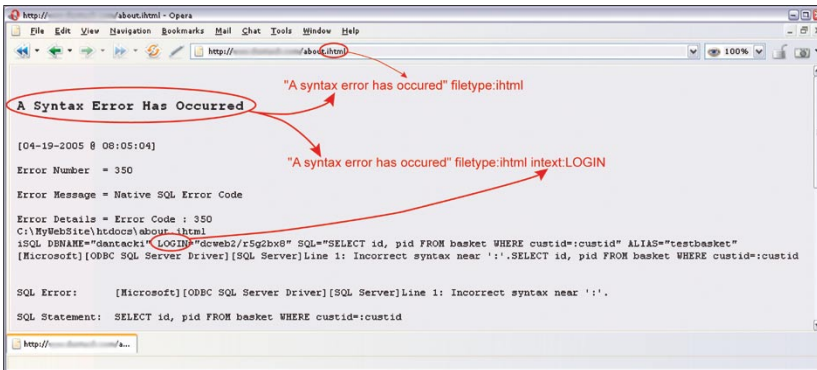 http:// /about.ihtml - Opera
File Edit View Navigation Bookmarks Mail Chat Tools Window Help
http:// /about.ihtml 100%
"A syntax error has occured" filetype:ihtml
A Syntax Error Has Occurred
[04-19-2005 @ 08:05:04]
"A syntax error has occured" filetype:ihtml intext:LOGIN
Error Number = 350
Error Message = Native SQL Error Code
Error Details = Error Code : 350
C:\MyWebSite\htdocs\about.ihtml
iSQL DBNAME="dantacki" LOGIN="dcweb2/r5g2bx8" SQL="SELECT id, pid FROM basket WHERE custid=:custid" ALIAS="testbasket"
[Microsoft][ODBC SQL Server Driver][SQL Server]Line 1: Incorrect syntax near ':'.SELECT id, pid FROM basket WHERE custid=:custid
SQL Error: [Microsoft][ODBC SQL Server Driver][SQL Server]Line 1: Incorrect syntax near ':'.
SQL Statement: SELECT id, pid FROM basket WHERE custid=:custid
http:// /a...